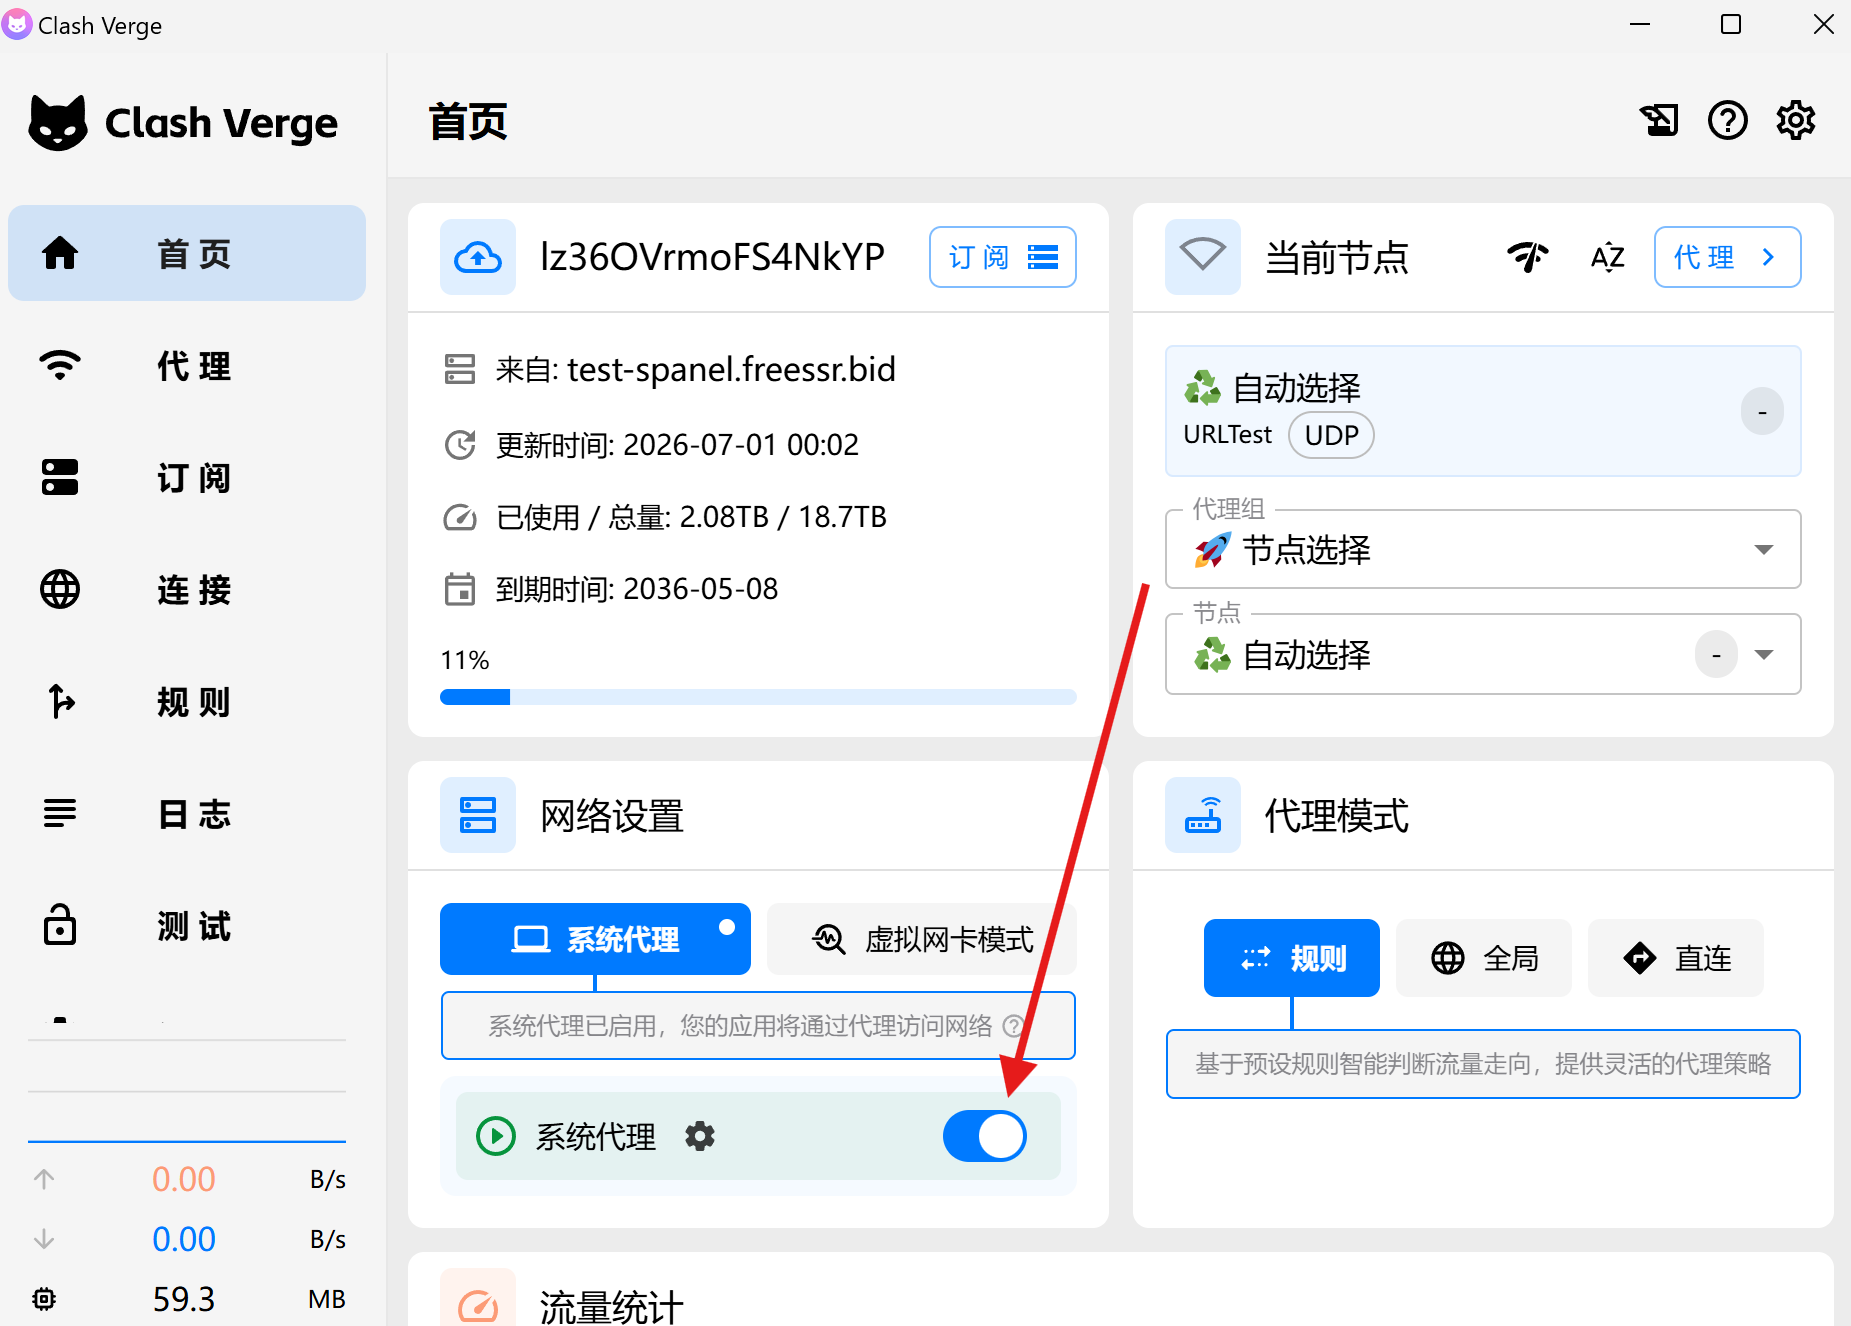 Clash Verge
Clash Verge
首页
代理
订阅
连接
规则
日志
测试
0.00 B/s
0.00 B/s
59.3 MB
首页
lz36OVrmoFS4NkYP
订阅
来自: test-spanel.freessr.bid
更新时间: 2026-07-01 00:02
已使用 / 总量: 2.08TB / 18.7TB
到期时间: 2036-05-08
11%
当前节点
代理
自动选择
-
URLTest UDP
代理组
节点选择
节点
自动选择
-
网络设置
系统代理
虚拟网卡模式
系统代理已启用，您的应用将通过代理访问网络
系统代理
代理模式
规则
全局
直连
基于预设规则智能判断流量走向，提供灵活的代理策略
流量统计